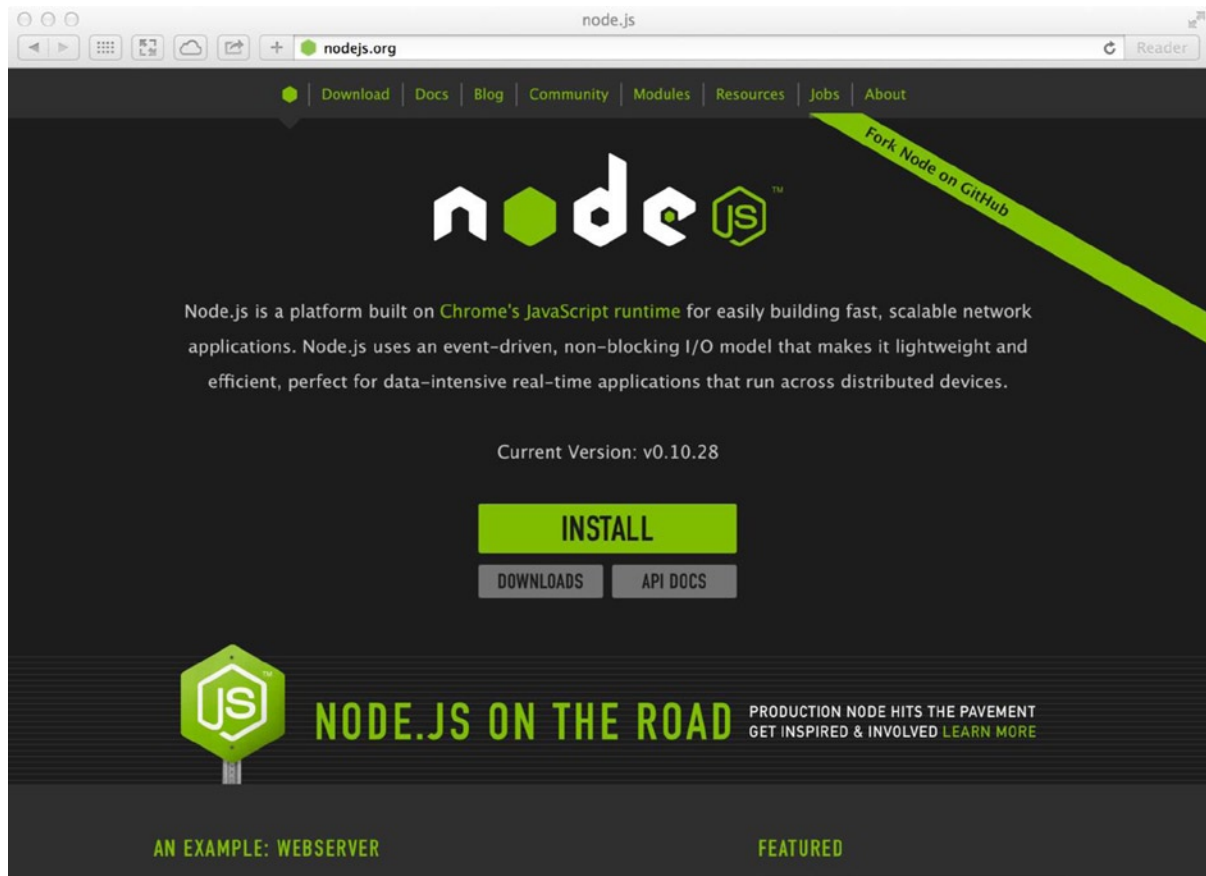 node.js
nodejs.org
Reader
Download Docs Blog Community Modules Resources Jobs About
Fork Node on GitHub
node JS™
Node.js is a platform built on Chrome's JavaScript runtime for easily building fast, scalable network
applications. Node.js uses an event-driven, non-blocking I/O model that makes it lightweight and
efficient, perfect for data-intensive real-time applications that run across distributed devices.
Current Version: v0.10.28
INSTALL
DOWNLOADS API DOCS
JS™
NODE.JS ON THE ROAD
PRODUCTION NODE HITS THE PAVEMENT
GET INSPIRED & INVOLVED LEARN MORE
AN EXAMPLE: WEBSERVER
FEATURED